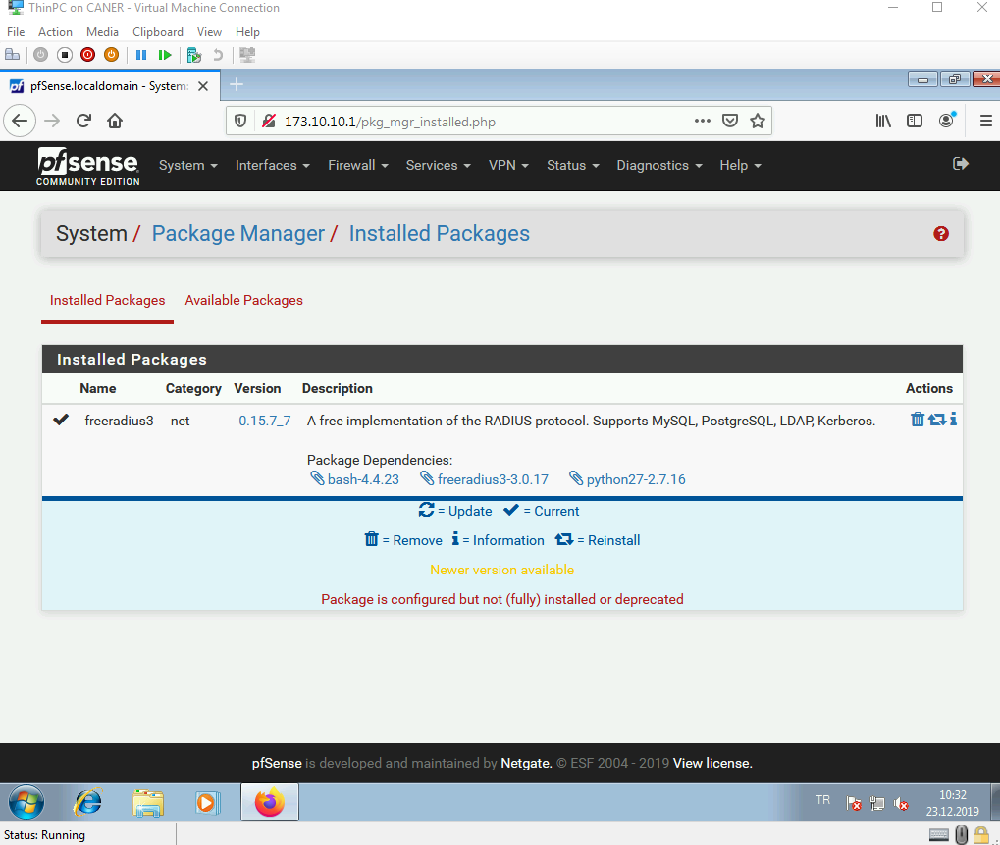 ThinPC on CANER - Virtual Machine Connection
File Action Media Clipboard View Help
pfSense.localdomain - System:
173.10.10.1/pkg_mgr_installed.php
pfsense System Interfaces Firewall Services VPN Status Diagnostics Help
COMMUNITY EDITION
System / Package Manager / Installed Packages
Installed Packages Available Packages
Installed Packages
Name Category Version Description Actions
freeradius3 net 0.15.7_7 A free implementation of the RADIUS protocol. Supports MySQL, PostgreSQL, LDAP, Kerberos.
Package Dependencies:
bash-4.4.23 freeradius3-3.0.17 python27-2.7.16
= Update = Current
= Remove = Information = Reinstall
Newer version available
Package is configured but not (fully) installed or deprecated
pfSense is developed and maintained by Netgate. © ESF 2004 - 2019 View license.
TR 10:32
23.12.2019
Status: Running